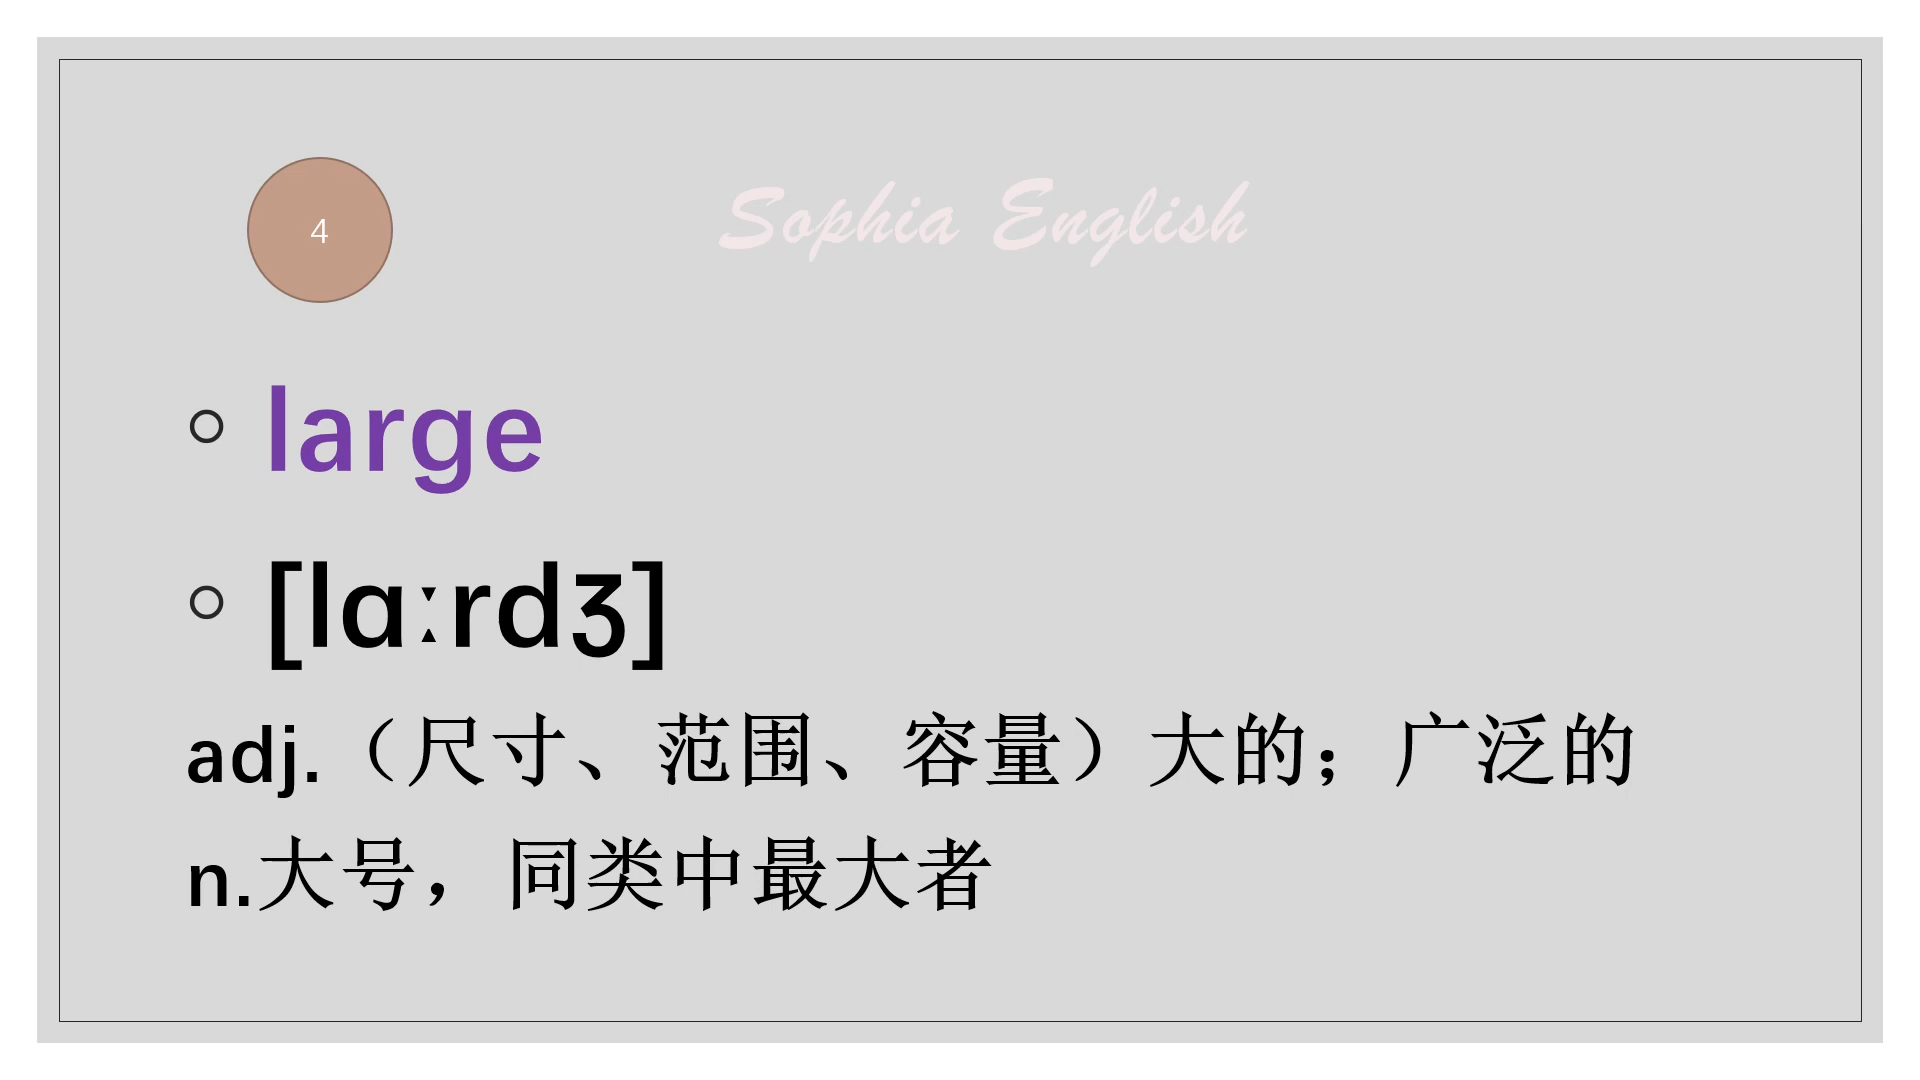 4
Sophia English
large
[lɑːrdʒ]
adj.（尺寸、范围、容量）大的；广泛的
n.大号，同类中最大者